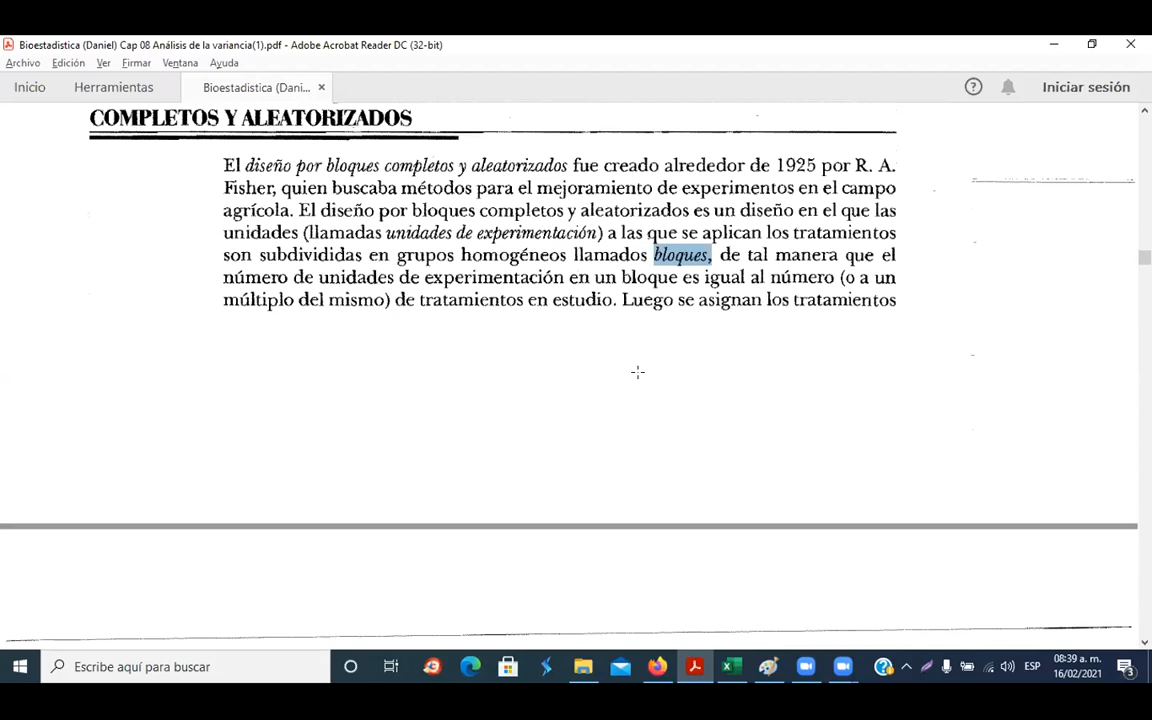 Bioestadistica (Daniel) Cap 08 Análisis de la variancia(1).pdf - Adobe Acrobat Reader DC (32-bit)
Archivo Edición Ver Firmar Ventana Ayuda
Inicio Herramientas Bioestadistica (Dani... × Iniciar sesión
COMPLETOS Y ALEATORIZADOS
El diseño por bloques completos y aleatorizados fue creado alrededor de 1925 por R. A.
Fisher, quien buscaba métodos para el mejoramiento de experimentos en el campo
agrícola. El diseño por bloques completos y aleatorizados es un diseño en el que las
unidades (llamadas unidades de experimentación) a las que se aplican los tratamientos
son subdivididas en grupos homogéneos llamados bloques, de tal manera que el
número de unidades de experimentación en un bloque es igual al número (o a un
múltiplo del mismo) de tratamientos en estudio. Luego se asignan los tratamientos
Escribe aquí para buscar
ESP
08:39 a. m.
16/02/2021
3